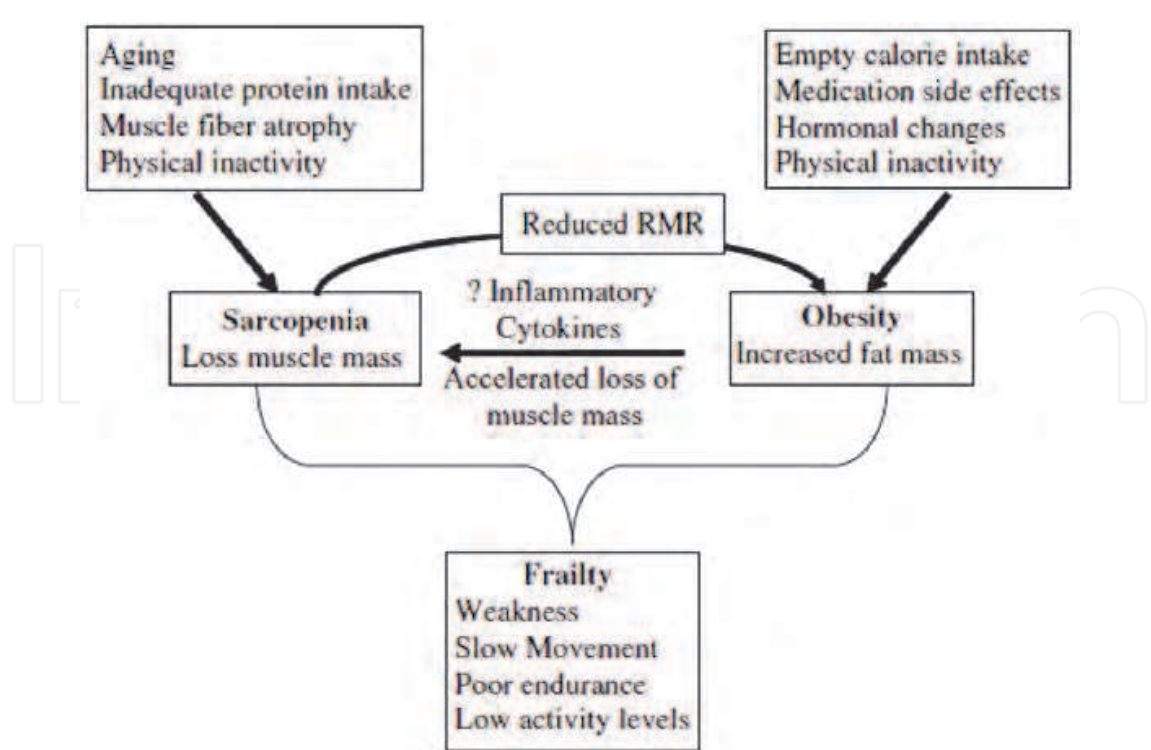 Aging
Inadequate protein intake
Muscle fiber atrophy
Physical inactivity
Empty calorie intake
Medication side effects
Hormonal changes
Physical inactivity
Reduced RMR
? Inflammatory
Cytokines
Sarcopenia
Loss muscle mass
Obesity
Increased fat mass
Accelerated loss of
muscle mass
Frailty
Weakness
Slow Movement
Poor endurance
Low activity levels